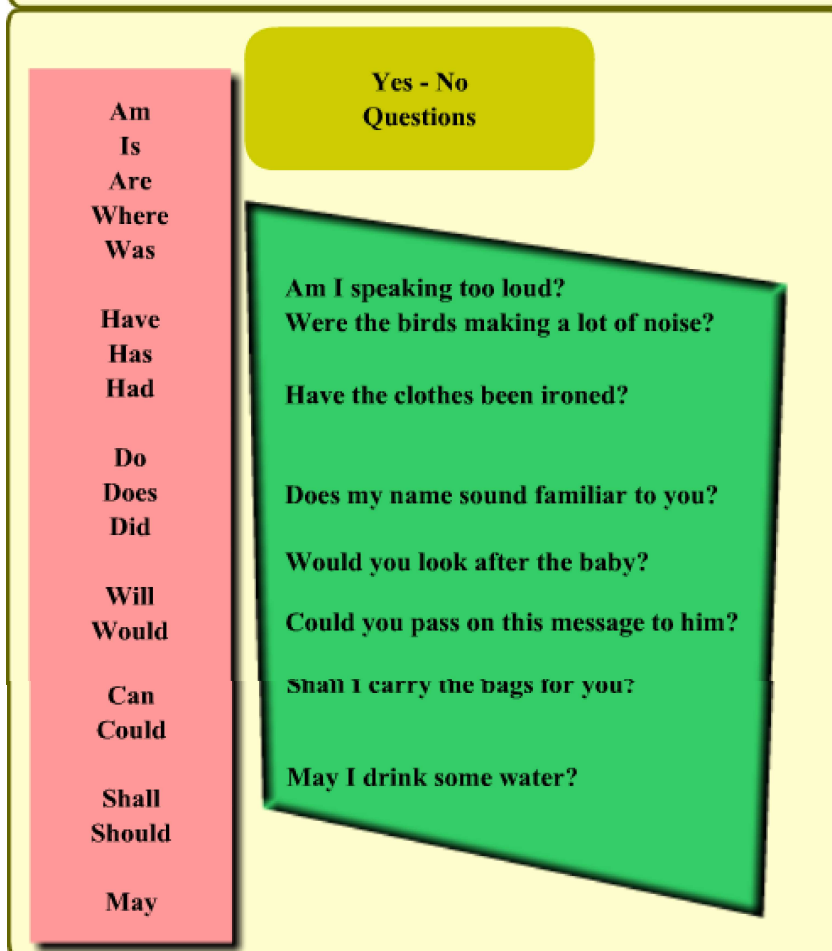 Yes - No
Questions
Am
Is
Are
Where
Was
Have
Has
Had
Do
Does
Did
Will
Would
Can
Could
Shall
Should
May
Am I speaking too loud?
Were the birds making a lot of noise?
Have the clothes been ironed?
Does my name sound familiar to you?
Would you look after the baby?
Could you pass on this message to him?
Shall I carry the bags for you?
May I drink some water?